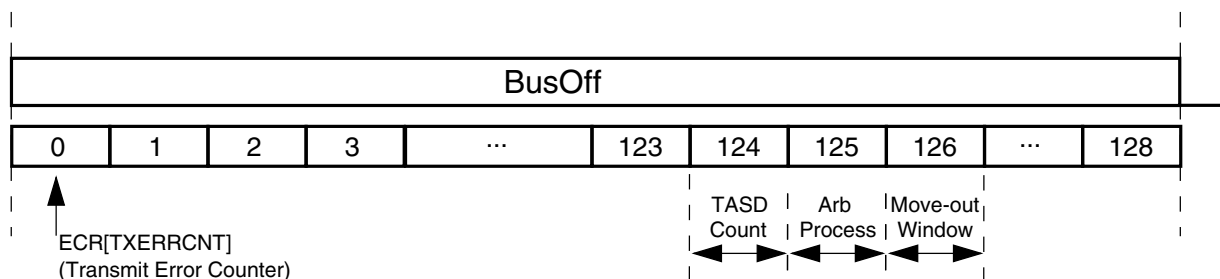 BusOff
0 1 2 3 ... 123 124 125 126 ... 128
TASD Arb Move-out
Count Process Window
ECR[TXERRCNT]
(Transmit Error Counter)